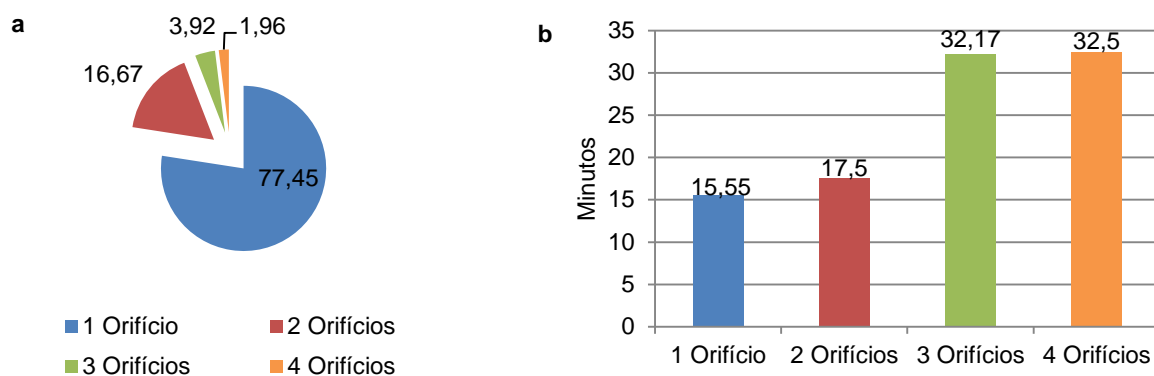 a
3,92
1,96
16,67
77,45
1 Orifício
2 Orifícios
3 Orifícios
4 Orifícios
b
Minutos
35
30
25
20
15
10
5
0
15,55
17,5
32,17
32,5
1 Orifício
2 Orifícios
3 Orifícios
4 Orifícios